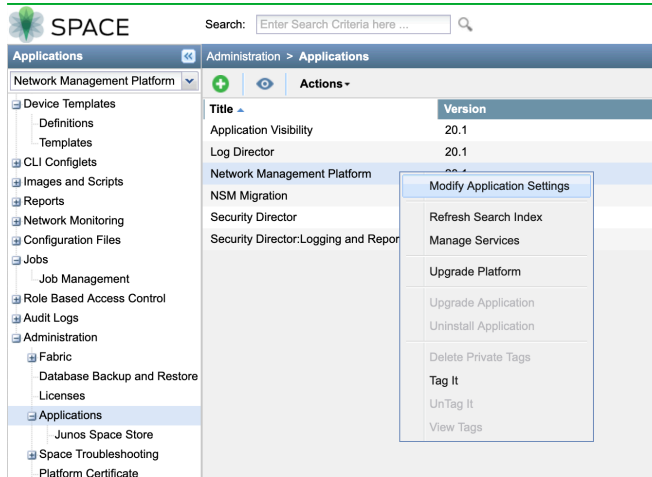 SPACE
Search: Enter Search Criteria here ...
Applications
Administration > Applications
Network Management Platform
Actions
Title
Version
Device Templates
Definitions
Templates
CLI Configlets
Images and Scripts
Reports
Network Monitoring
Configuration Files
Jobs
Job Management
Role Based Access Control
Audit Logs
Administration
Fabric
Database Backup and Restore
Licenses
Applications
Junos Space Store
Space Troubleshooting
Platform Certificate
Application Visibility 20.1
Log Director 20.1
Network Management Platform
NSM Migration
Security Director
Security Director:Logging and Repor
Modify Application Settings
Refresh Search Index
Manage Services
Upgrade Platform
Upgrade Application
Uninstall Application
Delete Private Tags
Tag It
UnTag It
View Tags